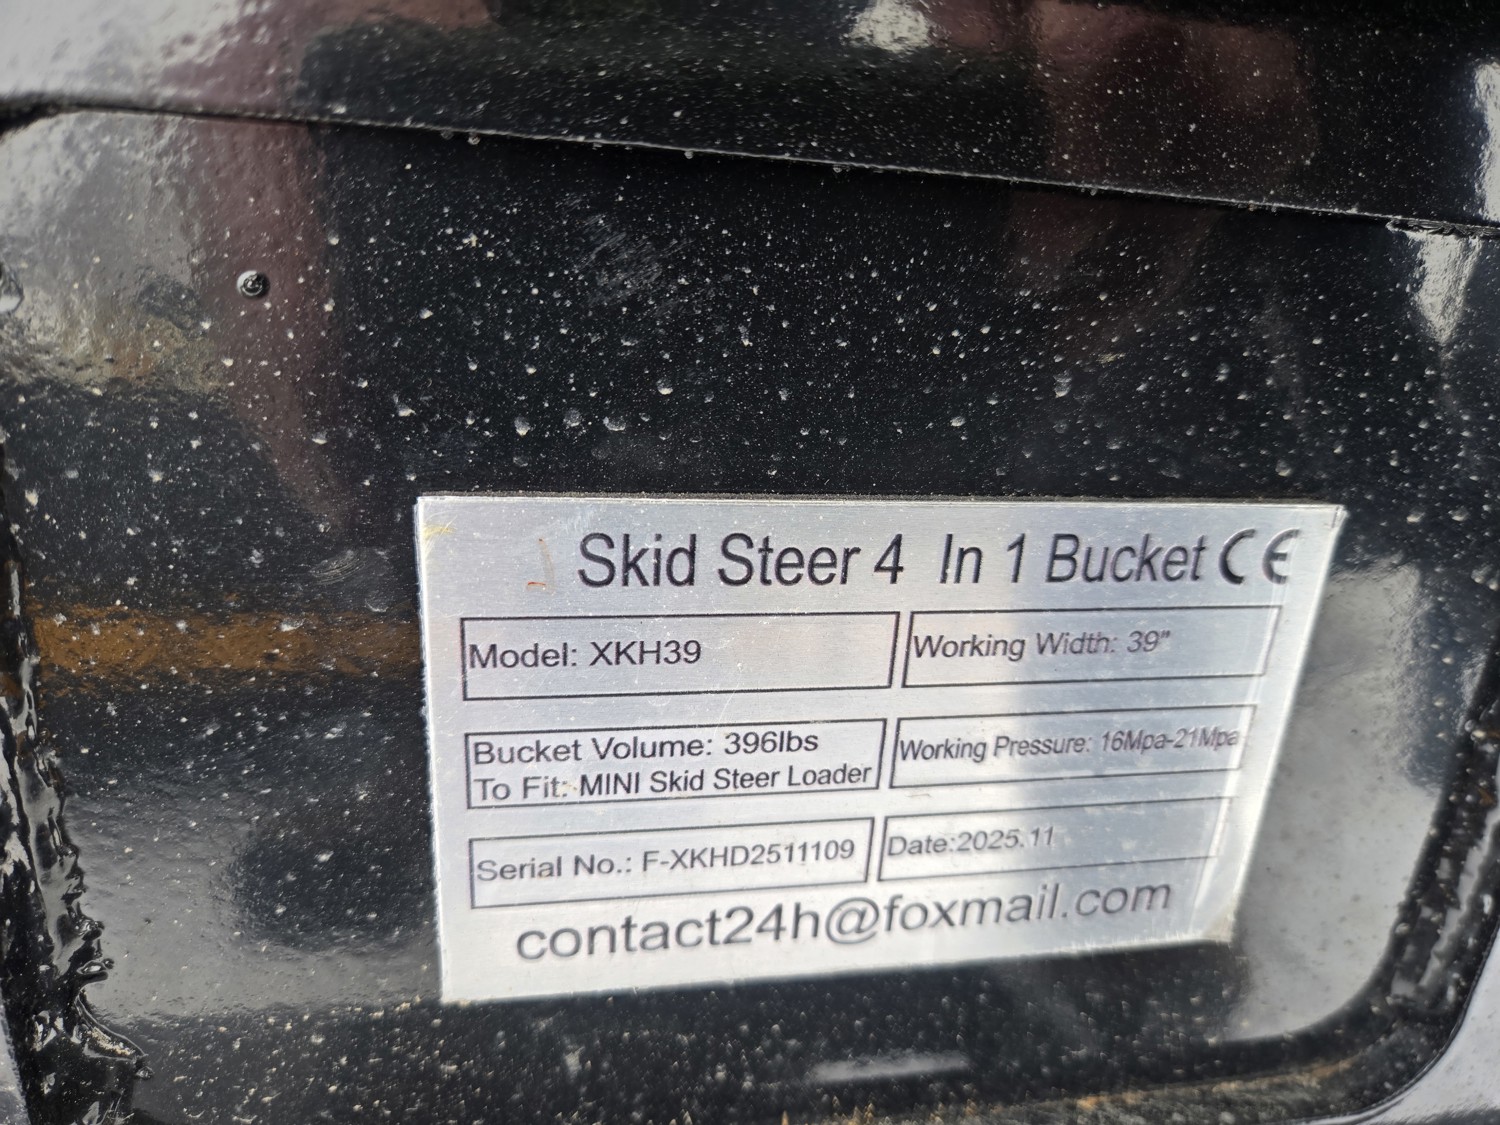 Skid Steer 4 In 1 Bucket CE
Model: XKH39
Working Width: 39"
Bucket Volume: 396lbs
To Fit: MINI Skid Steer Loader
Working Pressure: 16Mpa-21Mpa
Serial No.: F-XKHD2511109
Date:2025.11
contact24h@foxmail.com